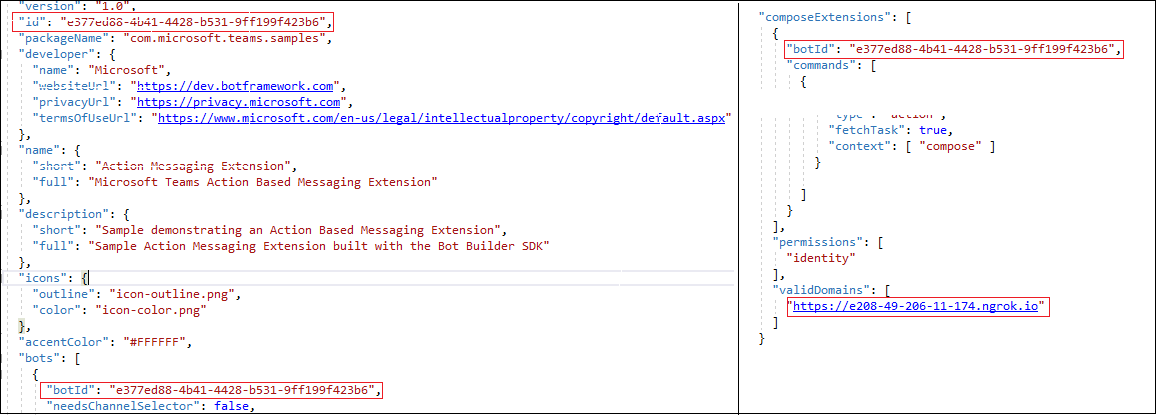 "version": "1.0",
"id": "e377ed88-4b41-4428-b531-9ff199f423b6",
"packageName": "com.microsoft.teams.samples",
"developer": {
"name": "Microsoft",
"websiteUrl": "https://dev.botframework.com",
"privacyUrl": "https://privacy.microsoft.com",
"termsOfUseUrl": "https://www.microsoft.com/en-us/legal/intellectualproperty/copyright/default.aspx"
},
"name": {
"short": "Action Messaging Extension",
"full": "Microsoft Teams Action Based Messaging Extension"
},
"description": {
"short": "Sample demonstrating an Action Based Messaging Extension",
"full": "Sample Action Messaging Extension built with the Bot Builder SDK"
},
"icons": {
"outline": "icon-outline.png",
"color": "icon-color.png"
},
"accentColor": "#FFFFFF",
"bots": [
{
"botId": "e377ed88-4b41-4428-b531-9ff199f423b6",
"needsChannelSelector": false,
"composeExtensions": [
{
"botId": "e377ed88-4b41-4428-b531-9ff199f423b6",
"commands": [
{
"type": "action",
"fetchTask": true,
"context": [ "compose" ]
}
]
}
],
"permissions": [
"identity"
],
"validDomains": [
"https://e208-49-206-11-174.ngrok.io"
]
}